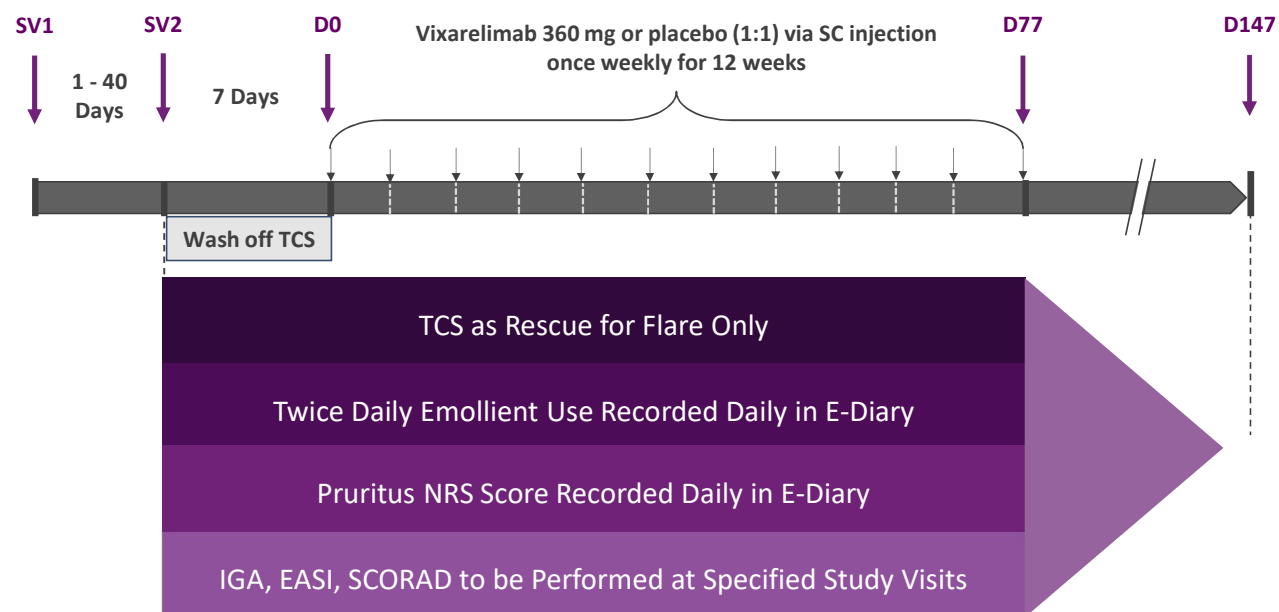 SV1
SV2
D0
Vixarelimab 360 mg or placebo (1:1) via SC injection
once weekly for 12 weeks
D77
D147
1 - 40
Days
7 Days
Wash off TCS
TCS as Rescue for Flare Only
Twice Daily Emollient Use Recorded Daily in E-Diary
Pruritus NRS Score Recorded Daily in E-Diary
IGA, EASI, SCORAD to be Performed at Specified Study Visits